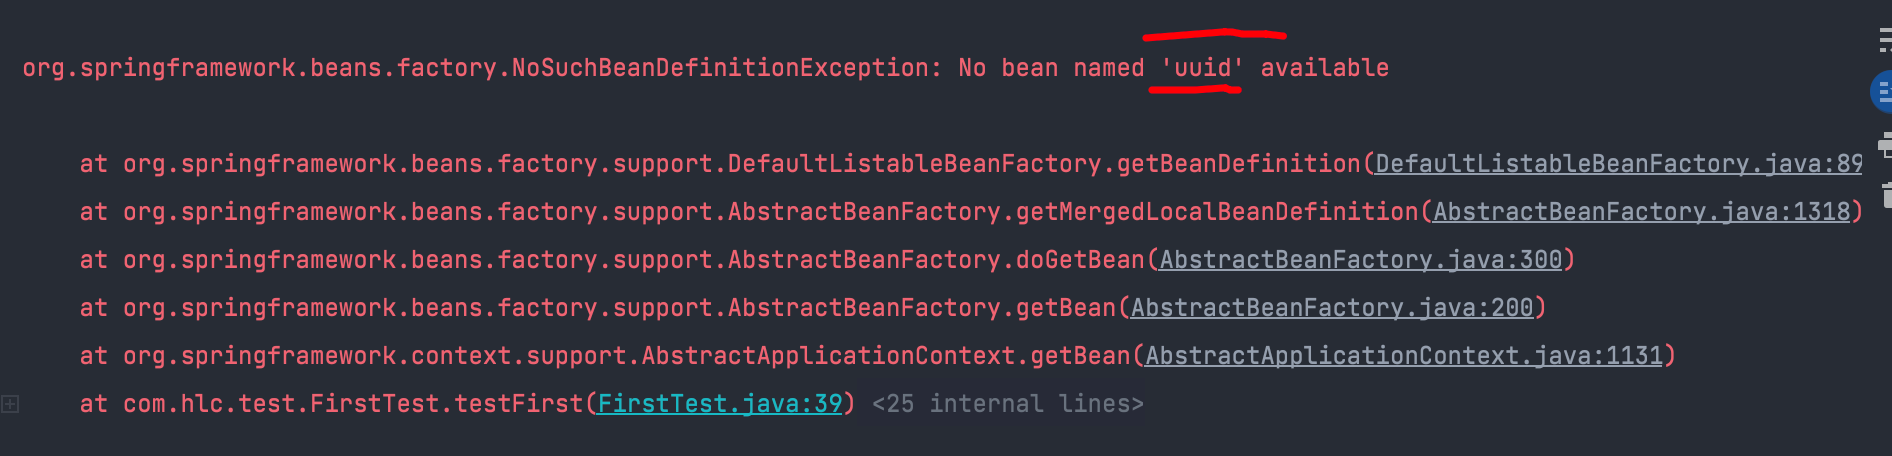 org.springframework.beans.factory.NoSuchBeanDefinitionException: No bean named 'uuid' available
at org.springframework.beans.factory.support.DefaultListableBeanFactory.getBeanDefinition(DefaultListableBeanFactory.java:89
at org.springframework.beans.factory.support.AbstractBeanFactory.getMergedLocalBeanDefinition(AbstractBeanFactory.java:1318)
at org.springframework.beans.factory.support.AbstractBeanFactory.doGetBean(AbstractBeanFactory.java:300)
at org.springframework.beans.factory.support.AbstractBeanFactory.getBean(AbstractBeanFactory.java:200)
at org.springframework.context.support.AbstractApplicationContext.getBean(AbstractApplicationContext.java:1131)
at com.hlc.test.FirstTest.testFirst(FirstTest.java:39) <25 internal lines>